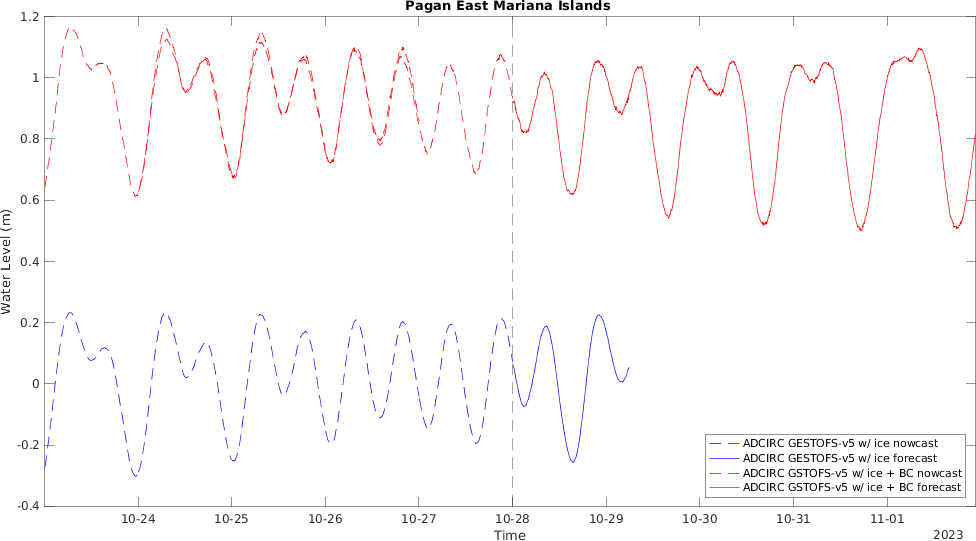 Pagan East Mariana Islands
1.2
1
0.8
0.6
0.4
0.2
0
-0.2
-0.4
Water Level (m)
10-24 10-25 10-26 10-27 10-28 10-29 10-30 10-31 11-01
Time
2023
ADCIRC GESTOFS-v5 w/ ice nowcast
ADCIRC GESTOFS-v5 w/ ice forecast
ADCIRC GSTOFS-v5 w/ ice + BC nowcast
ADCIRC GSTOFS-v5 w/ ice + BC forecast